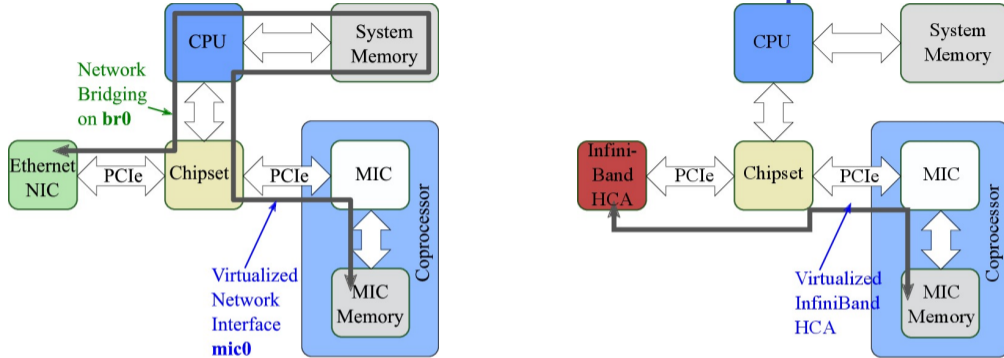 CPU
System
Memory
Network
Bridging
on br0
Ethernet
NIC
PCIe
Chipset
PCIe
MIC
Coprocessor
Virtualized
Network
Interface
mic0
MIC
Memory
CPU
System
Memory
Infini-
Band
HCA
PCIe
Chipset
PCIe
MIC
Coprocessor
Virtualized
InfiniBand
HCA
MIC
Memory